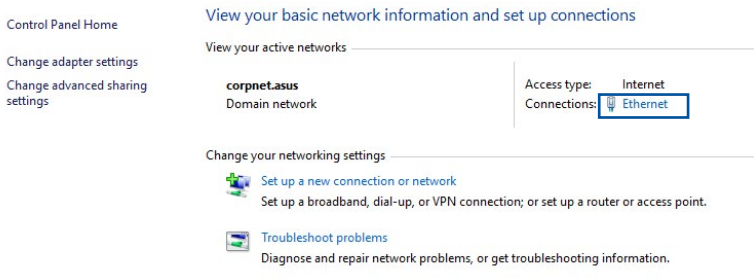 Control Panel Home
Change adapter settings
Change advanced sharing
settings
View your basic network information and set up connections
View your active networks
corpnet.asus
Domain network
Access type: Internet
Connections: Ethernet
Change your networking settings
Set up a new connection or network
Set up a broadband, dial-up, or VPN connection; or set up a router or access point.
Troubleshoot problems
Diagnose and repair network problems, or get troubleshooting information.